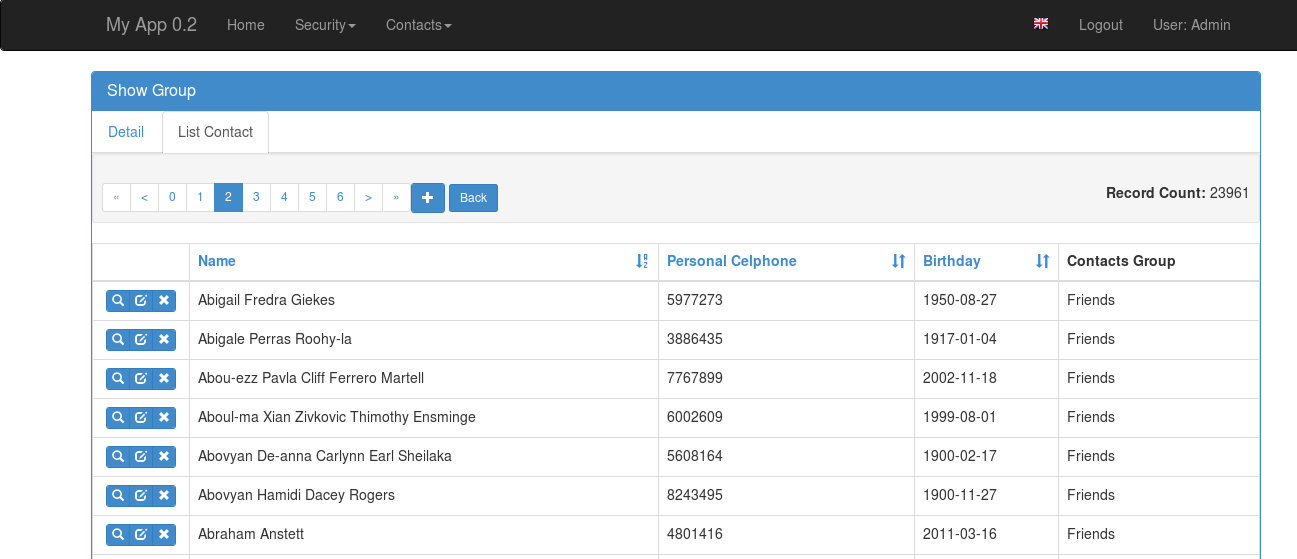 My App 0.2 Home Security Contacts Logout User: Admin
Show Group
Detail List Contact
« < 0 1 2 3 4 5 6 > » Back Record Count: 23961
Name Personal Celphone Birthday Contacts Group
Abigail Fredra Giekes 5977273 1950-08-27 Friends
Abigale Perras Roohy-la 3886435 1917-01-04 Friends
Abou-ezz Pavla Cliff Ferrero Martell 7767899 2002-11-18 Friends
Aboul-ma Xian Zivkovic Thimothy Ensminge 6002609 1999-08-01 Friends
Abovyan De-anna Carlynn Earl Sheilaka 5608164 1900-02-17 Friends
Abovyan Hamidi Dacey Rogers 8243495 1900-11-27 Friends
Abraham Anstett 4801416 2011-03-16 Friends